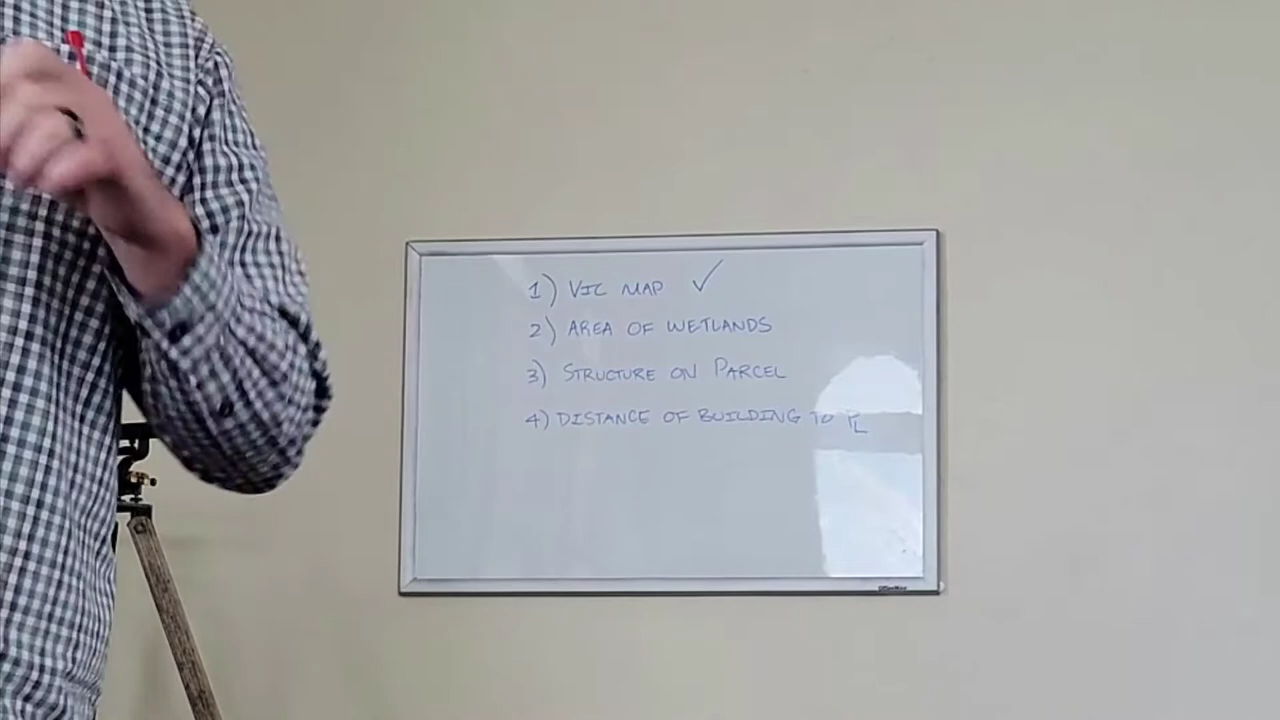 1) VIC MAP ✓
2) AREA OF WETLANDS
3) STRUCTURE ON PARCEL
4) DISTANCE OF BUILDING TO PL